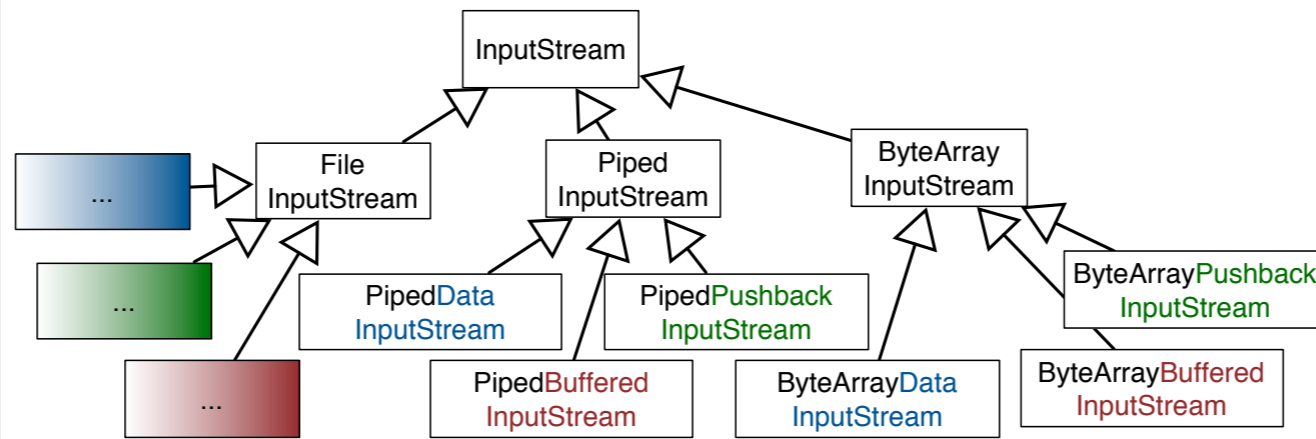 InputStream
File
InputStream
Piped
InputStream
ByteArray
InputStream
...
...
...
PipedData
InputStream
PipedPushback
InputStream
PipedBuffered
InputStream
ByteArrayData
InputStream
ByteArrayPushback
InputStream
ByteArrayBuffered
InputStream